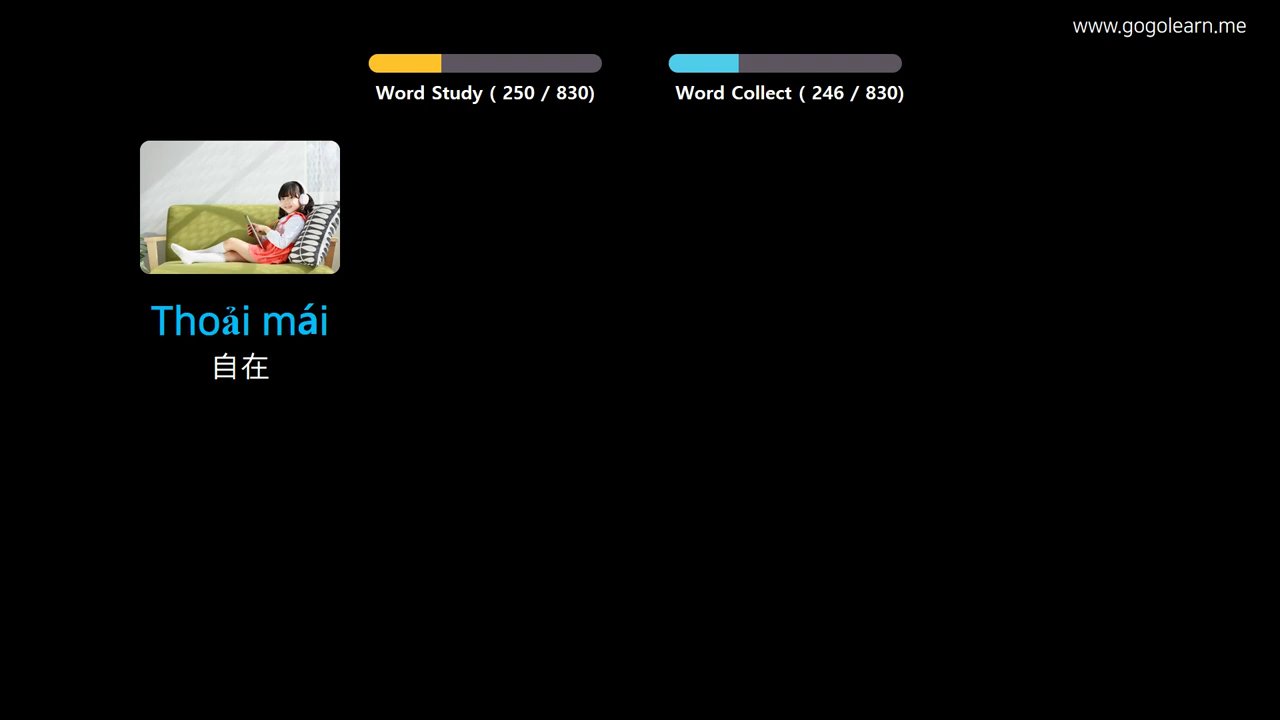 www.gogolearn.me
Word Study ( 250 / 830)
Word Collect ( 246 / 830)
Thoải mái
自在